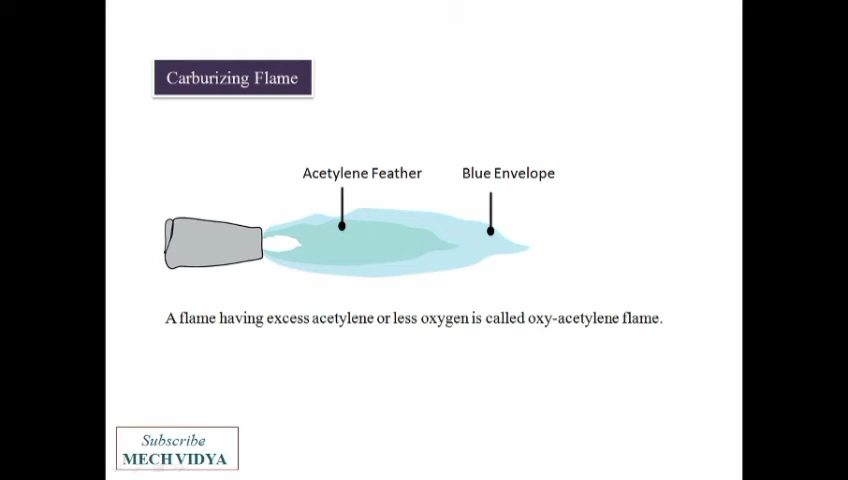 Carburizing Flame
Acetylene Feather
Blue Envelope
A flame having excess acetylene or less oxygen is called oxy-acetylene flame.
Subscribe
MECH VIDYA